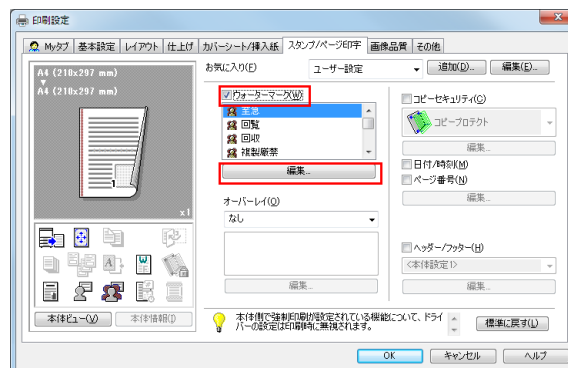 印刷設定
Myタブ 基本設定 レイアウト 仕上げ カバーシート/挿入紙 スタンプ/ページ印字 画像品質 その他
A4 (210x297 mm)
A4 (210x297 mm)
1
x1
本体ビュー(V) 本体情報(I)
お気に入り(F) ユーザー設定 追加(D)... 編集(E)...
ウォーターマーク(W)
至急
回覧
回収
複製厳禁
編集...
オーバーレイ(O)
なし
編集...
コピーセキュリティ(C)
コピープロテクト
編集...
日付/時刻(M)
ページ番号(N)
編集...
ヘッダー/フッター(H)
<本体設定1>
編集...
本体側で強制印刷が設定されている機能について、ドライ
バーの設定は印刷時に無視されます。
標準に戻す(L)
OK キャンセル ヘルプ